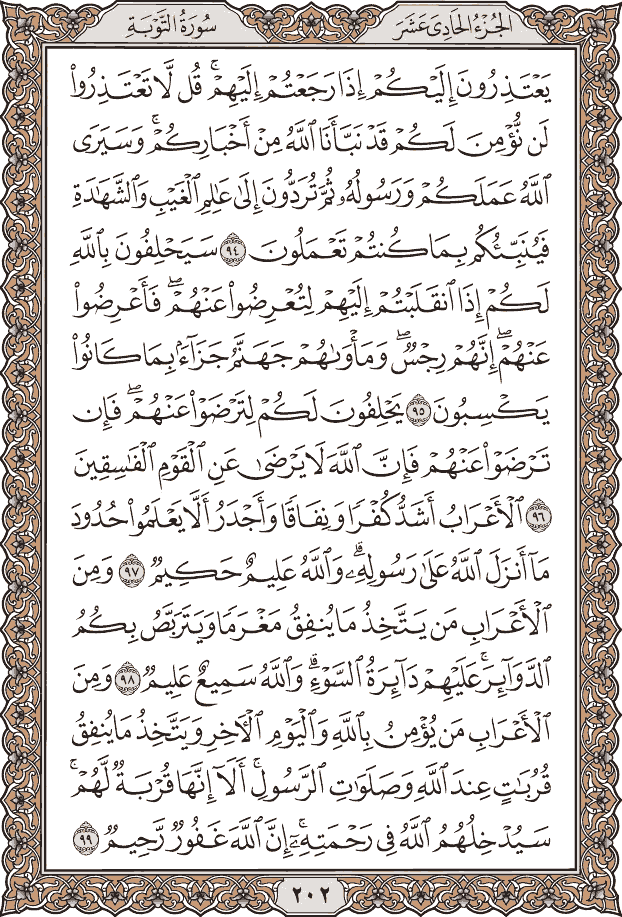 الجُزْءُ الحَادِى عَشَرَ
سُورَةُ التَّوْبَةِ
يَعْتَذِرُونَ إِلَيْكُمْ إِذَا رَجَعْتُمْ إِلَيْهِمْ ۚ قُل لَّا تَعْتَذِرُوا۟
لَن نُّؤْمِنَ لَكُمْ قَدْ نَبَّأَنَا ٱللَّهُ مِنْ أَخْبَارِكُمْ ۚ وَسَيَرَى
ٱللَّهُ عَمَلَكُمْ وَرَسُولُهُۥ ثُمَّ تُرَدُّونَ إِلَىٰ عَٰلِمِ ٱلْغَيْبِ وَٱلشَّهَٰدَةِ
فَيُنَبِّئُكُم بِمَا كُنتُمْ تَعْمَلُونَ ٩٤ سَيَحْلِفُونَ بِٱللَّهِ
لَكُمْ إِذَا ٱنقَلَبْتُمْ إِلَيْهِمْ لِتُعْرِضُوا۟ عَنْهُمْ ۖ فَأَعْرِضُوا۟
عَنْهُمْ ۖ إِنَّهُمْ رِجْسٌ ۖ وَمَأْوَىٰهُمْ جَهَنَّمُ جَزَآءًۢ بِمَا كَانُوا۟
يَكْسِبُونَ ٩٥ يَحْلِفُونَ لَكُمْ لِتَرْضَوْا۟ عَنْهُمْ ۖ فَإِن
تَرْضَوْا۟ عَنْهُمْ فَإِنَّ ٱللَّهَ لَا يَرْضَىٰ عَنِ ٱلْقَوْمِ ٱلْفَٰسِقِينَ
٩٦ ٱلْأَعْرَابُ أَشَدُّ كُفْرًا وَنِفَاقًا وَأَجْدَرُ أَلَّا يَعْلَمُوا۟ حُدُودَ
مَآ أَنزَلَ ٱللَّهُ عَلَىٰ رَسُولِهِۦ ۗ وَٱللَّهُ عَلِيمٌ حَكِيمٌ ٩٧ وَمِنَ
ٱلْأَعْرَابِ مَن يَتَّخِذُ مَا يُنفِقُ مَغْرَمًا وَيَتَرَبَّصُ بِكُمُ
ٱلدَّوَآئِرَ ۚ عَلَيْهِمْ دَآئِرَةُ ٱلسَّوْءِ ۗ وَٱللَّهُ سَمِيعٌ عَلِيمٌ ٩٨ وَمِنَ
ٱلْأَعْرَابِ مَن يُؤْمِنُ بِٱللَّهِ وَٱلْيَوْمِ ٱلْءَاخِرِ وَيَتَّخِذُ مَا يُنفِقُ
قُرُبَٰتٍ عِندَ ٱللَّهِ وَصَلَوَٰتِ ٱلرَّسُولِ ۚ أَلَآ إِنَّهَا قُرْبَةٌ لَّهُمْ ۚ
سَيُدْخِلُهُمُ ٱللَّهُ فِى رَحْمَتِهِۦٓ ۗ إِنَّ ٱللَّهَ غَفُورٌ رَّحِيمٌ ٩٩
٢٠٢